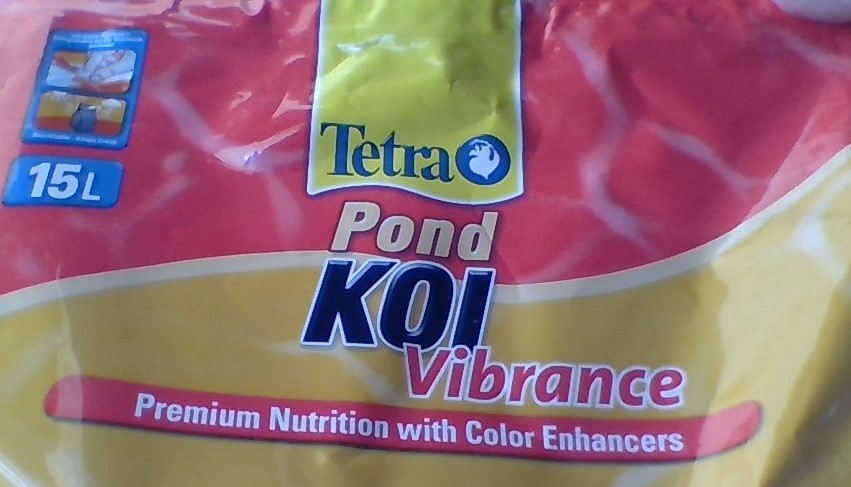 Tetra
15L
Pond
KOI
Vibrance
Premium Nutrition with Color Enhancers